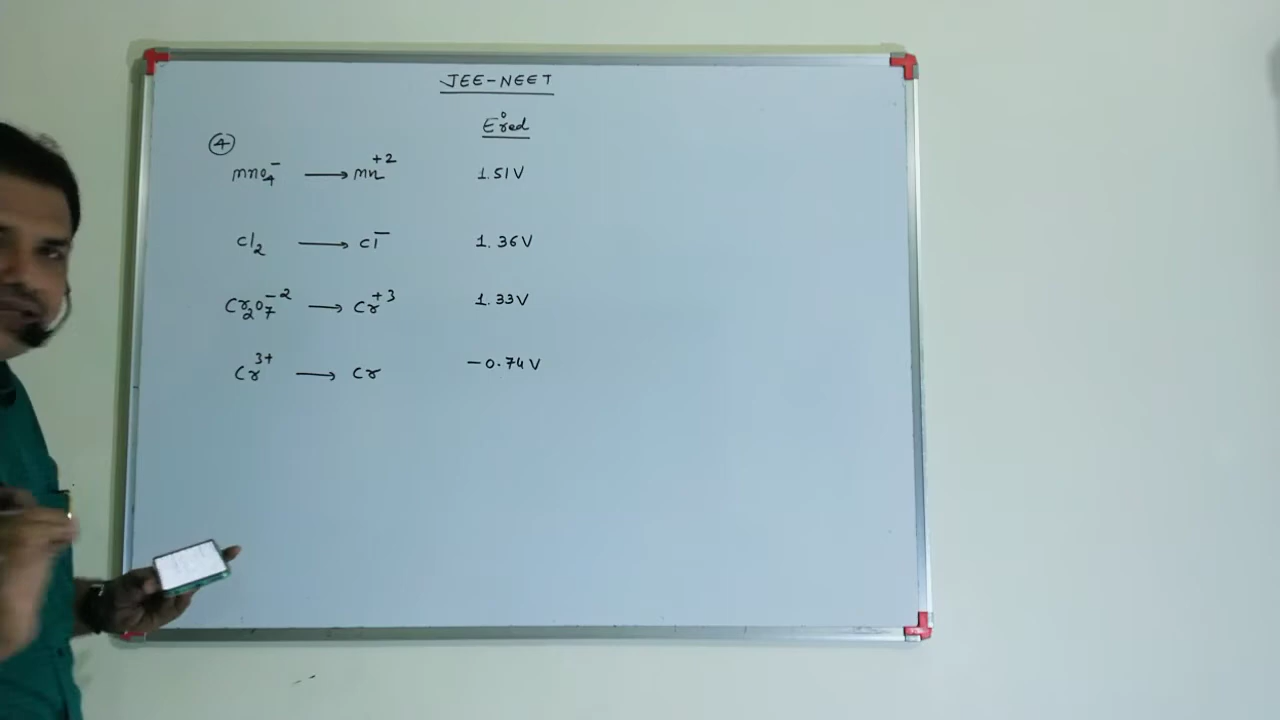 JEE-NEET
E°red
④
MnO₄⁻ ⟶ Mn⁺² 1.51V
Cl₂ ⟶ Cl⁻ 1.36V
Cr₂O₇⁻² ⟶ Cr⁺³ 1.33V
Cr³⁺ ⟶ Cr -0.74V